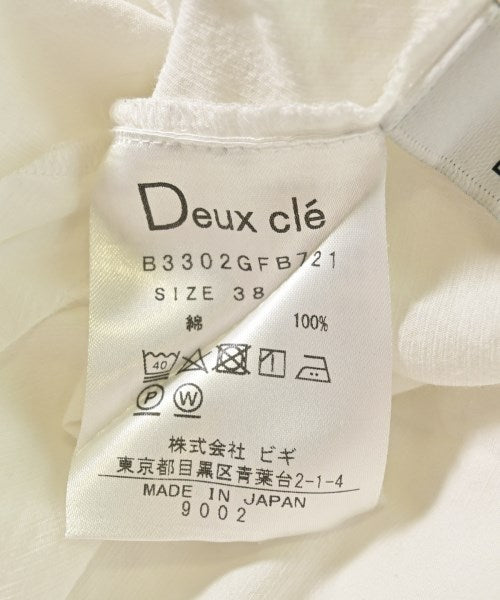 Deux clé
B3302GFB721
SIZE 38
綿 100%
40
P W
株式会社 ビギ
東京都目黒区青葉台2-1-4
MADE IN JAPAN
9002